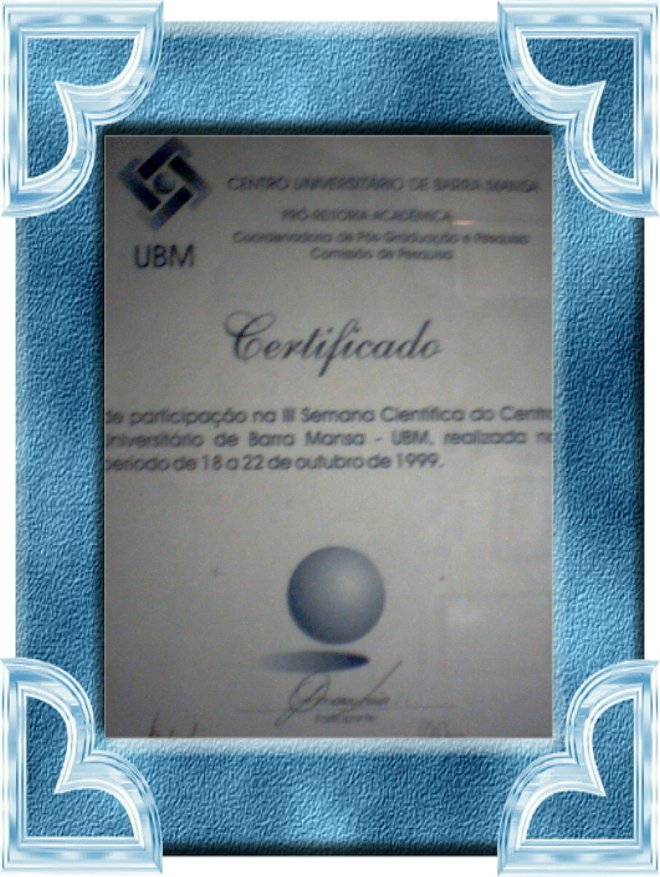 UBM
CENTRO UNIVERSITÁRIO DE BARRA MANSA
PRÓ-REITORIA ACADÊMICA
Coordenadoria de Pós-Graduação e Pesquisa
Comissão de Pesquisa
Certificado
de participação na III Semana Científica do Centro
Universitário de Barra Mansa - UBM, realizada no
período de 18 a 22 de outubro de 1999.
Participante